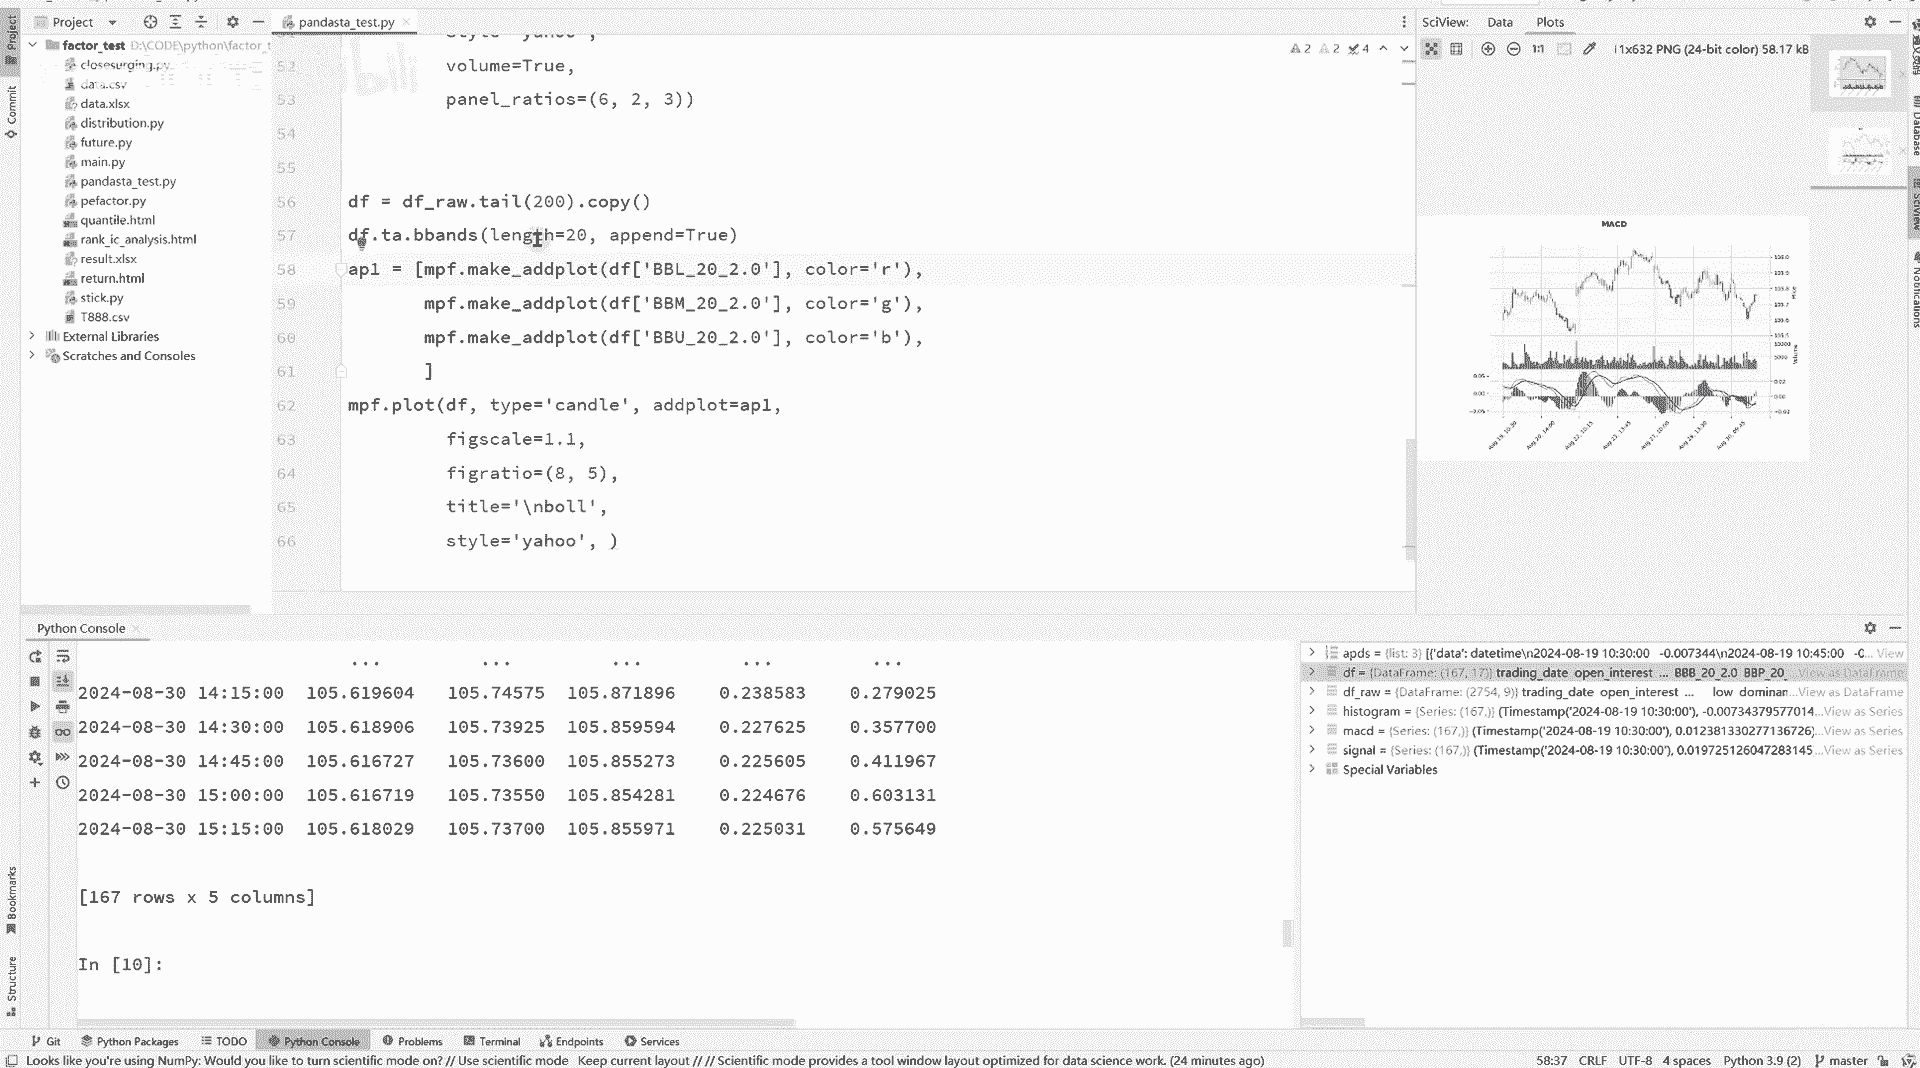 Project
pandasta_test.py
SciView:
Data
Plots
factor_test D:\CODE\python\factor_t
closesurging.py
data.csv
data.xlsx
distribution.py
future.py
main.py
pandasta_test.py
pefactor.py
quantile.html
rank_ic_analysis.html
result.xlsx
return.html
stick.py
T888.csv
External Libraries
Scratches and Consoles
Project
Commit
Bookmarks
Structure
2 2 4
52 volume=True,
53 panel_ratios=(6, 2, 3))
54
55
56 df = df_raw.tail(200).copy()
57 df.ta.bbands(length=20, append=True)
58 ap1 = [mpf.make_addplot(df['BBL_20_2.0'], color='r'),
59 mpf.make_addplot(df['BBM_20_2.0'], color='g'),
60 mpf.make_addplot(df['BBU_20_2.0'], color='b'),
61 ]
62 mpf.plot(df, type='candle', addplot=ap1,
63 figscale=1.1,
64 figratio=(8, 5),
65 title='\nboll',
66 style='yahoo', )
1:1
11x632 PNG (24-bit color) 58.17 kB
MACD
Database
SciView
Notifications
Python Console
... ... ... ... ...
2024-08-30 14:15:00 105.619604 105.74575 105.871896 0.238583 0.279025
2024-08-30 14:30:00 105.618906 105.73925 105.859594 0.227625 0.357700
2024-08-30 14:45:00 105.616727 105.73600 105.855273 0.225605 0.411967
2024-08-30 15:00:00 105.616719 105.73550 105.854281 0.224676 0.603131
2024-08-30 15:15:00 105.618029 105.73700 105.855971 0.225031 0.575649
[167 rows x 5 columns]
In [10]:
apds = {list: 3} [{'data': datetime\n2024-08-19 10:30:00 -0.007344\n2024-08-19 10:45:00 -0... View
df = {DataFrame: (167, 17)} trading_date open_interest ... BBB_20_2.0 BBP_20_...View as DataFrame
df_raw = {DataFrame: (2754, 9)} trading_date open_interest ... low dominan...View as DataFrame
histogram = {Series: (167,)} (Timestamp('2024-08-19 10:30:00'), -0.00734379577014...View as Series
macd = {Series: (167,)} (Timestamp('2024-08-19 10:30:00'), 0.012381330277136726)...View as Series
signal = {Series: (167,)} (Timestamp('2024-08-19 10:30:00'), 0.019725126047283145...View as Series
Special Variables
Git
Python Packages
TODO
Python Console
Problems
Terminal
Endpoints
Services
Looks like you're using NumPy: Would you like to turn scientific mode on? // Use scientific mode Keep current layout // // Scientific mode provides a tool window layout optimized for data science work. (24 minutes ago)
58:37 CRLF UTF-8 4 spaces Python 3.9 (2) master